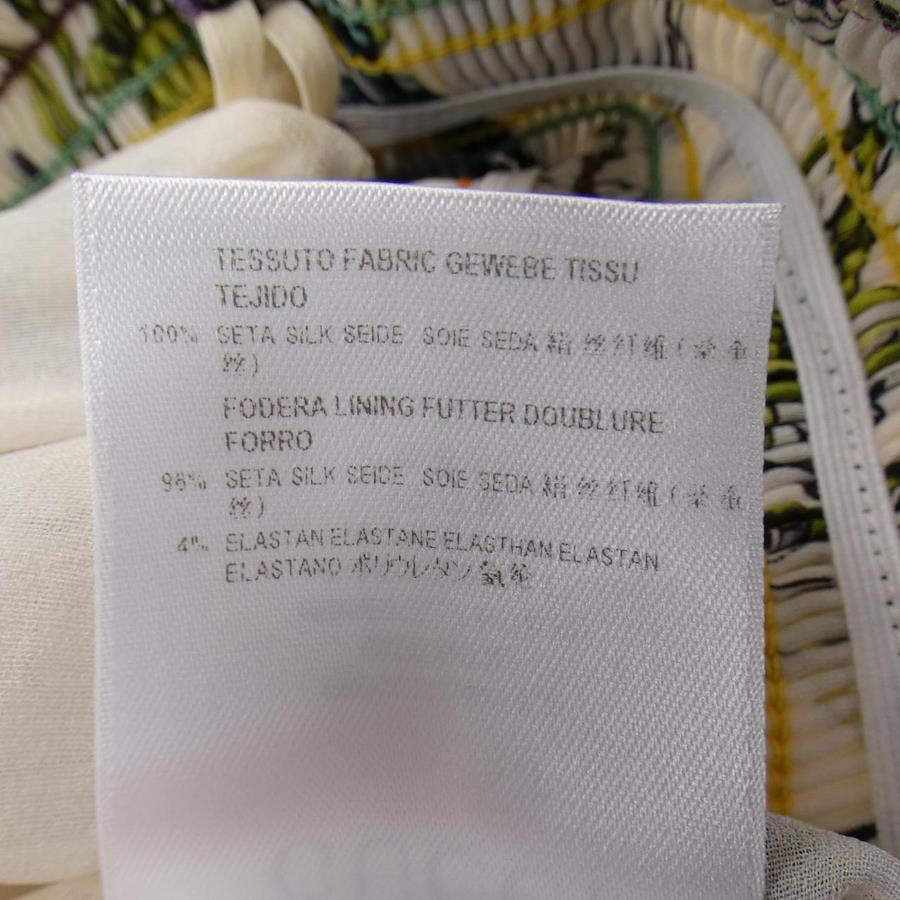 TESSUTO FABRIC GEWEBE TISSU
TEJIDO
100% SETA SILK SEIDE SOIE SEDA 絹 丝纤维 (桑蚕
丝)
FODERA LINING FUTTER DOUBLURE
FORRO
96% SETA SILK SEIDE SOIE SEDA 絹 丝纤维 (桑蚕
丝)
4% ELASTAN ELASTANE ELASTHAN ELASTAN
ELASTANO ポリウレタン 氨纶